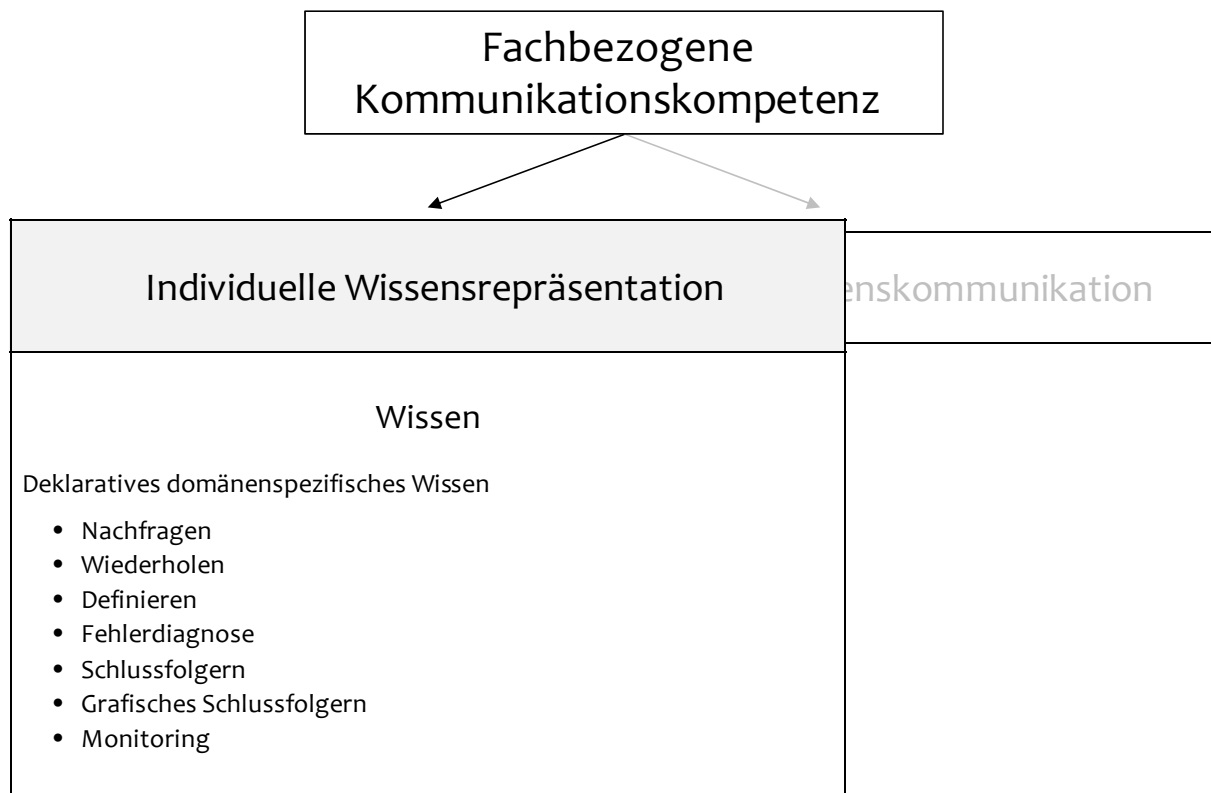 Fachbezogene
Kommunikationskompetenz
Individuelle Wissensrepräsentation
enskommunikation
Wissen
Deklaratives domänenspezifisches Wissen
• Nachfragen
• Wiederholen
• Definieren
• Fehlerdiagnose
• Schlussfolgern
• Grafisches Schlussfolgern
• Monitoring